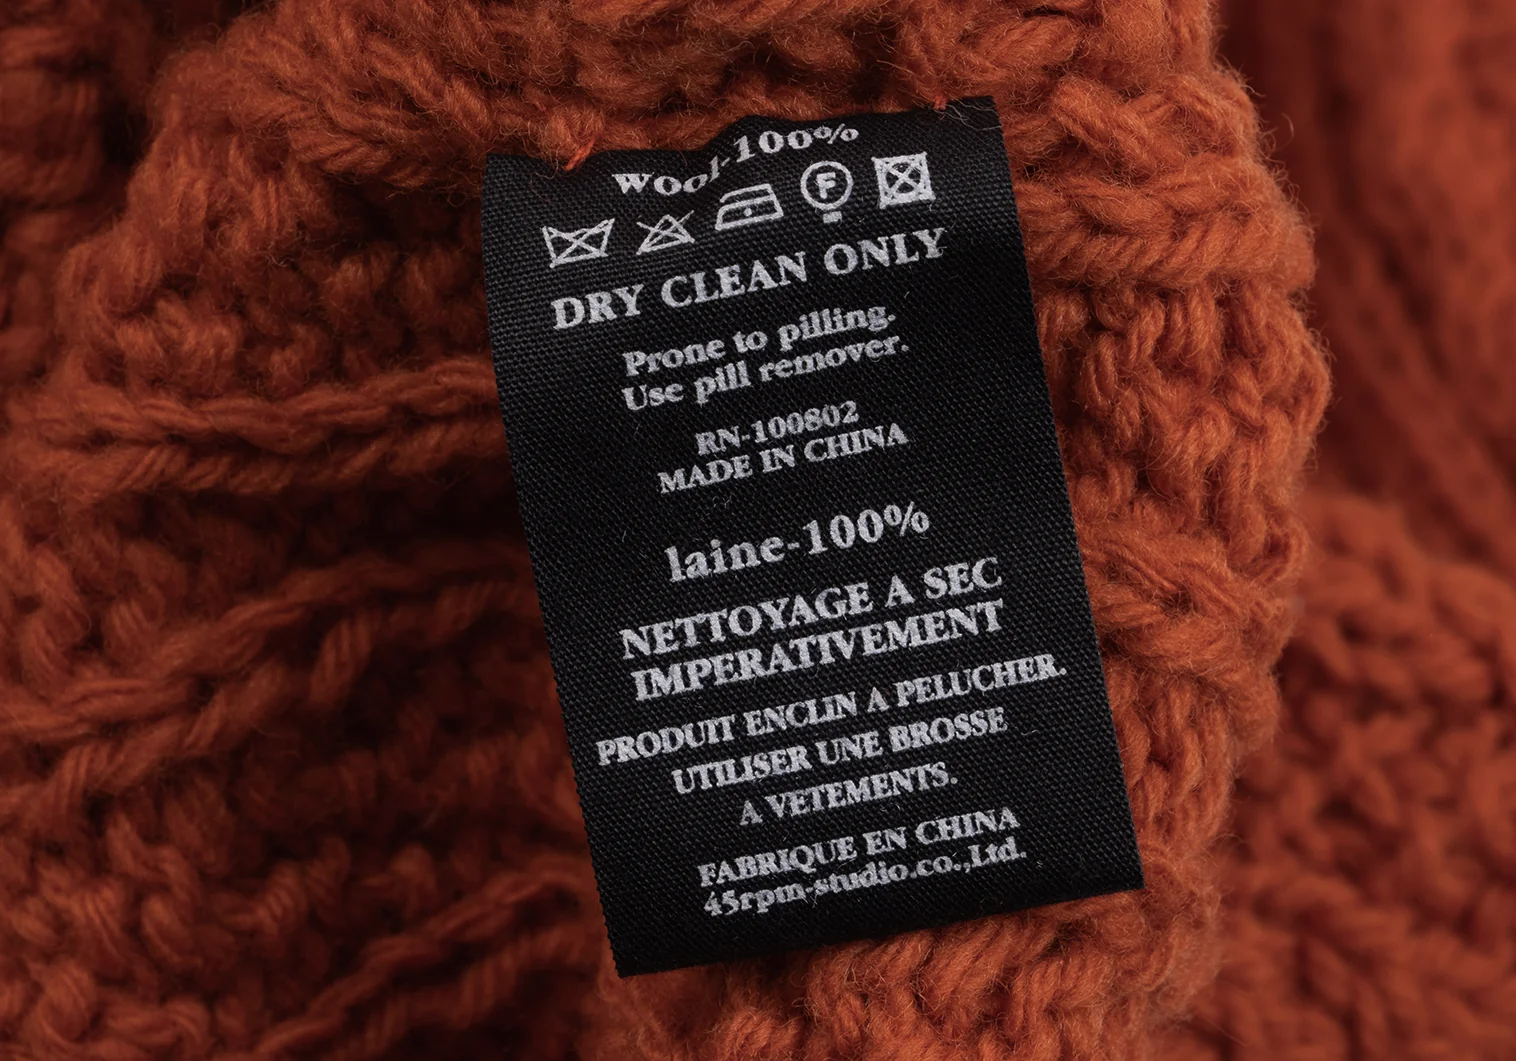 wool-100%
F
DRY CLEAN ONLY
Prone to pilling.
Use pill remover.
RN-100802
MADE IN CHINA
laine-100%
NETTOYAGE A SEC
IMPERATIVEMENT
PRODUIT ENCLIN A PELUCHER.
UTILISER UNE BROSSE
A VETEMENTS.
FABRIQUE EN CHINA
45rpm-studio.co.,Ltd.